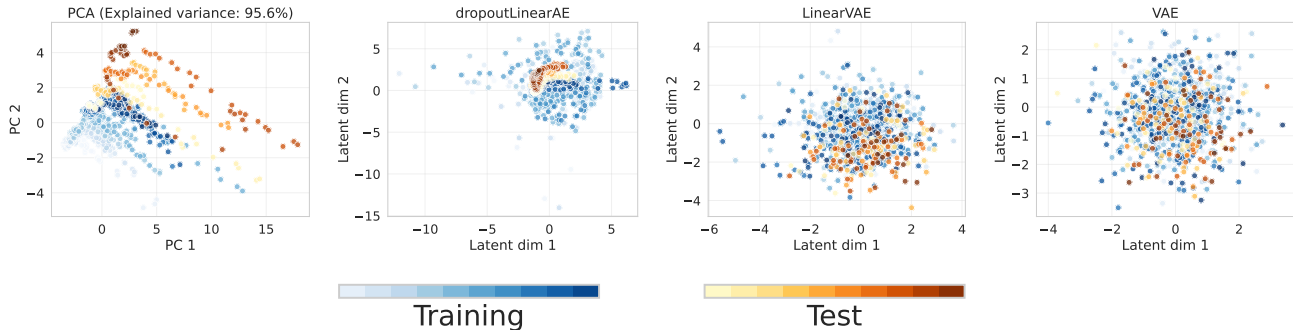 PCA (Explained variance: 95.6%)
PC 2
4
2
0
−2
−4
0
5
10
15
PC 1
dropoutLinearAE
Latent dim 2
5
0
−5
−10
−15
−10
−5
0
5
Latent dim 1
LinearVAE
Latent dim 2
4
2
0
−2
−4
−6
−4
−2
0
2
4
Latent dim 1
VAE
Latent dim 2
2
1
0
−1
−2
−3
−4
−2
0
2
Latent dim 1
Training
Test